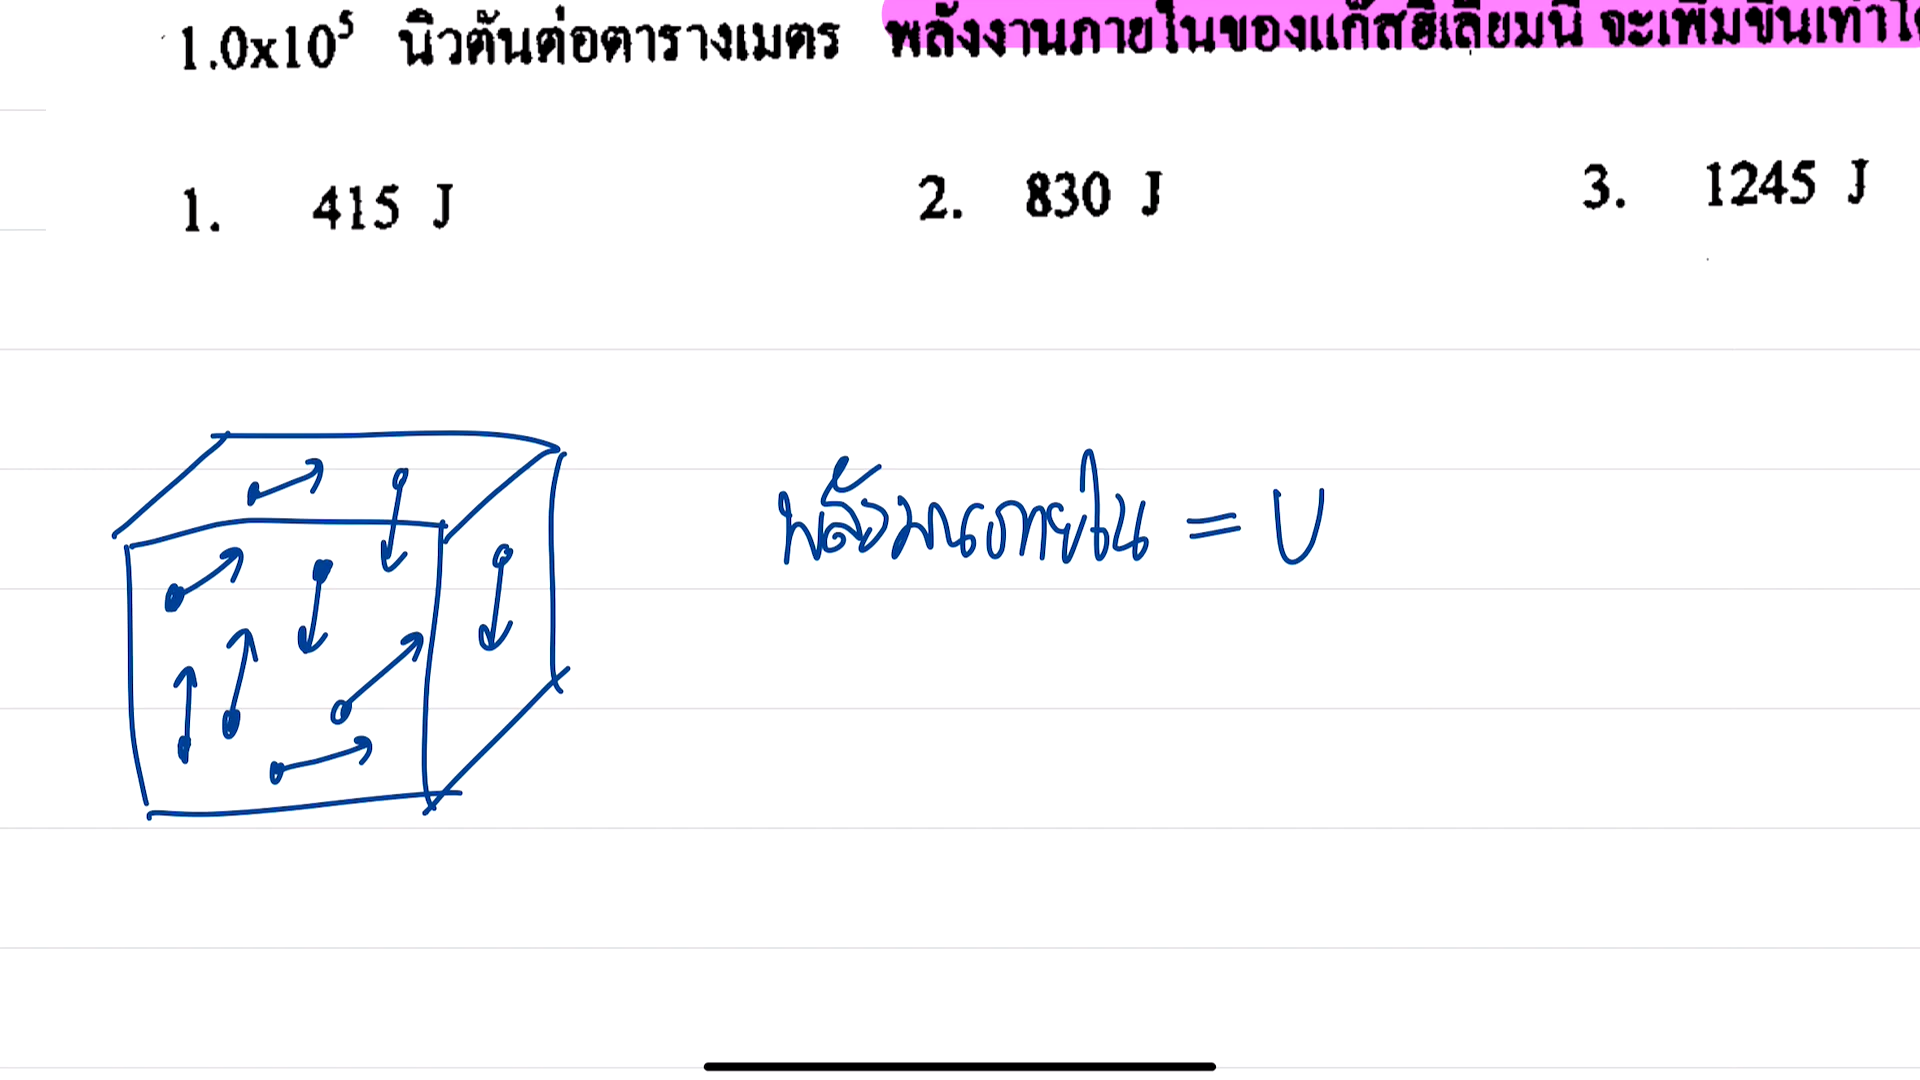 1.0x10⁵ นิวตันต่อตารางเมตร พลังงานภายในของแก๊สฮีเลียมนี้ จะเพิ่มขึ้นเท่าใ
1. 415 J 2. 830 J 3. 1245 J
พลังงานภายใน = U